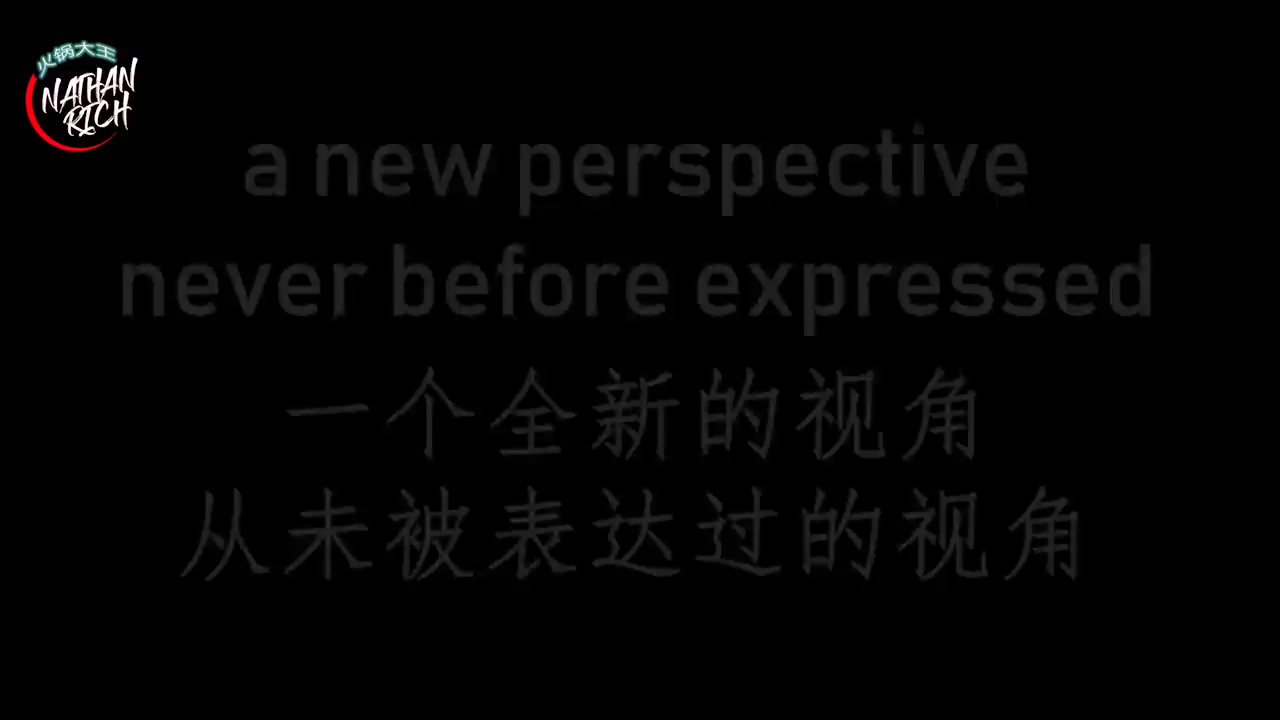 火锅大王
NATHAN
RICH
a new perspective
never before expressed
一个全新的视角
从未被表达过的视角